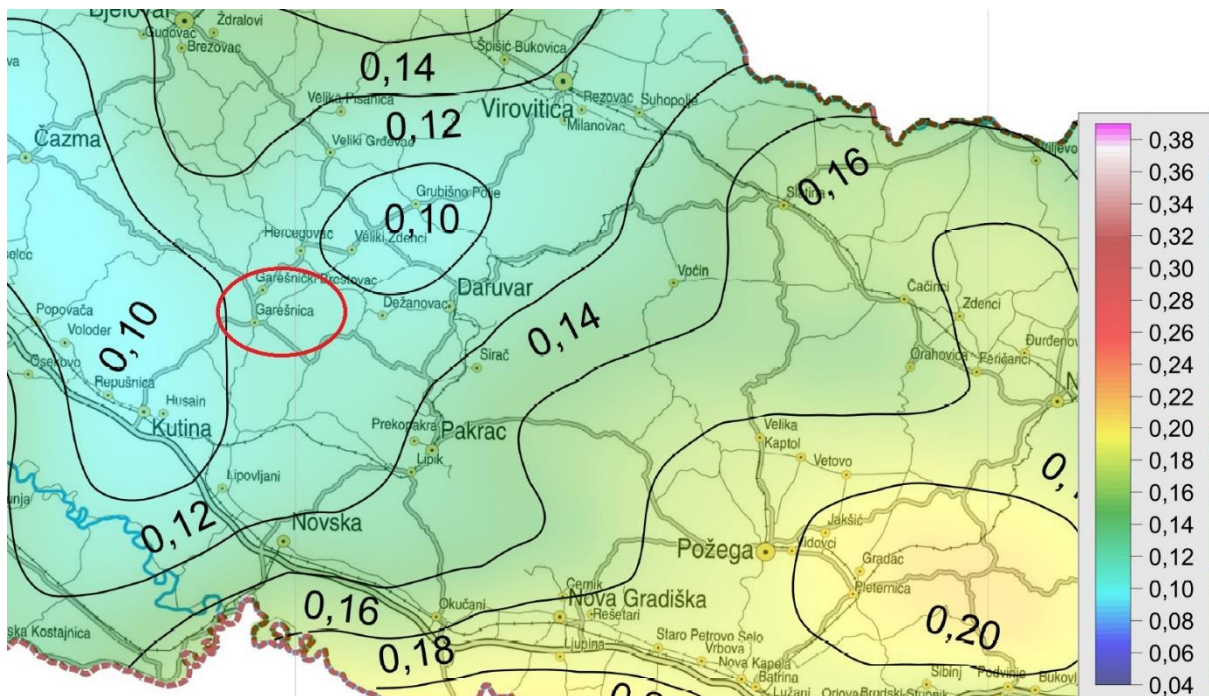 Bjelovar
Ždralovi
Gudovac
Brezovac
0,14
Špišić Bukovica
Velika Pisanica
Virovitica
Rezovac
Suhopolje
0,12
Milanovac
Čazma
Veliki Grđevac
0,16
Slatina
Grubišno Polje
0,10
Hercegovac
Veliki Zdenci
Garešnički Brestovac
Voćin
Daruvar
Dežanovac
Garešnica
Čačinci
Zdenci
Popovača
Voloder
0,10
0,14
Osekovo
Sirač
Orahovica
Feričanci
Repušnica
Husain
Kutina
Prekopakra
Pakrac
Velika
Kaptol
Lipik
Vetovo
Lipovljani
0,12
Novska
Jakšić
Požega
Vidovci
Gradac
Pleternica
Cernik
0,16
Okučani
Nova Gradiška
Rešetari
0,20
0,18
Ljupina
Staro Petrovo Selo
Vrbova
Nova Kapela
Batrina
Sibinj
Podvinje
Lužani
0,38
0,36
0,34
0,32
0,30
0,28
0,26
0,24
0,22
0,20
0,18
0,16
0,14
0,12
0,10
0,08
0,06
0,04